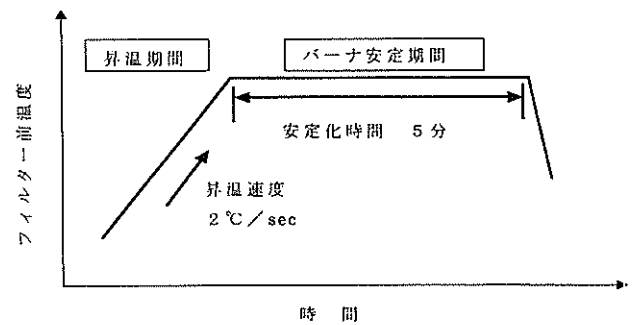 昇温期間
バーナ安定期間
安定化時間 5分
昇温速度
2℃/sec
フィルター前温度
時 間